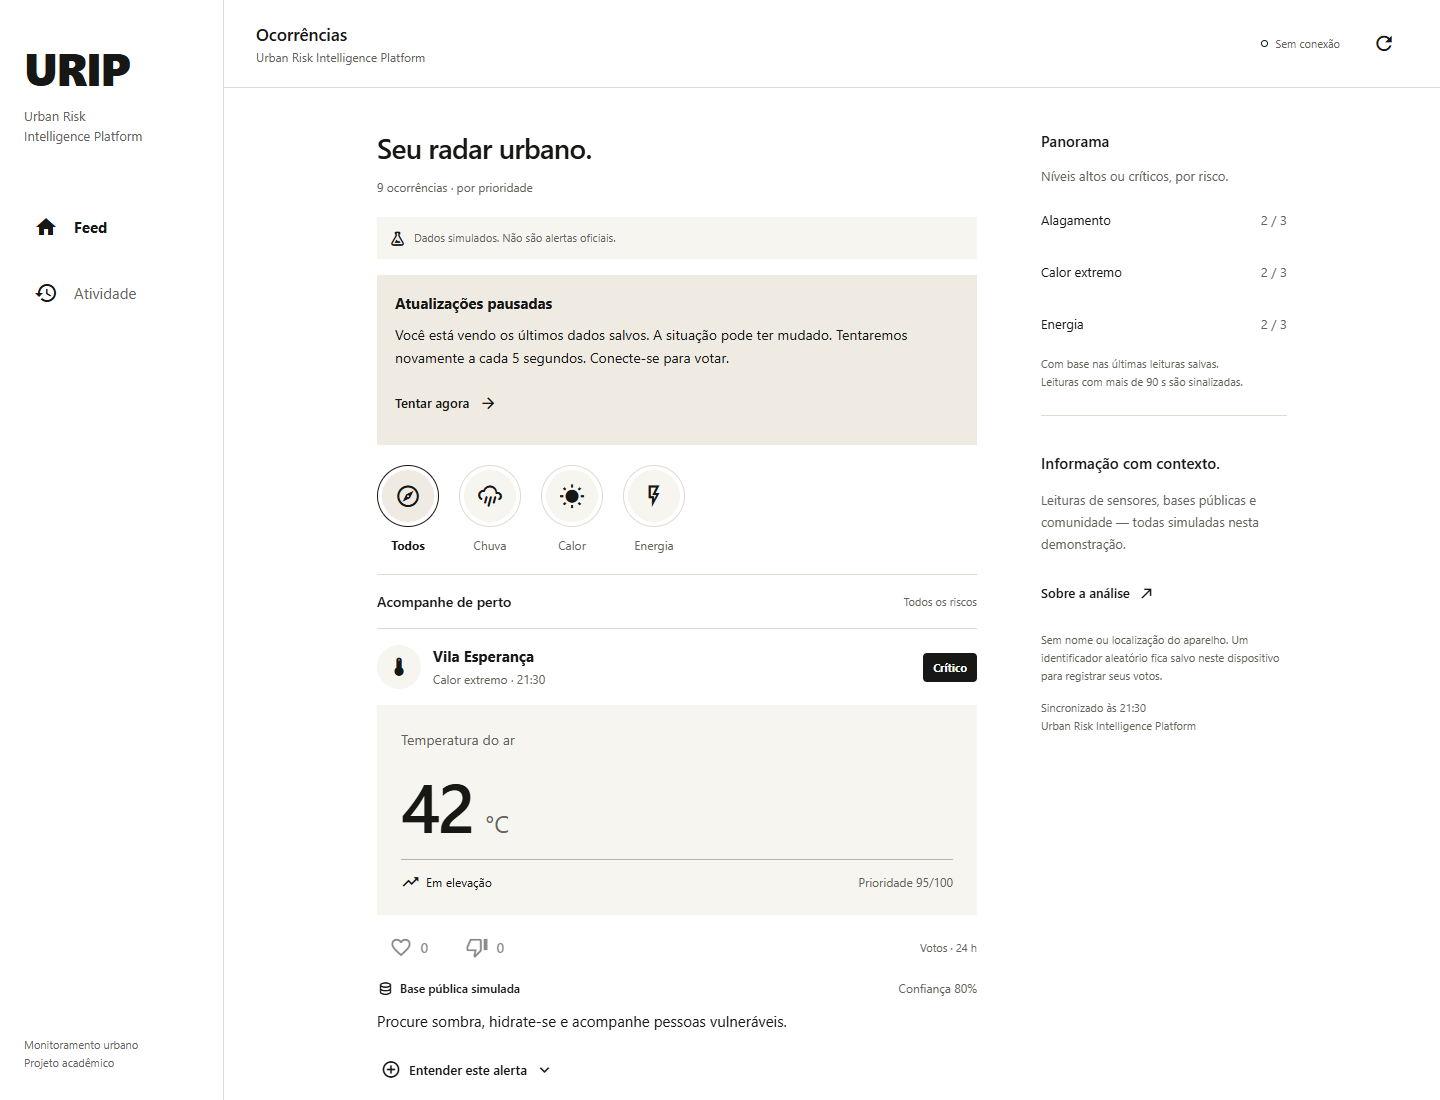 URIP
Urban Risk
Intelligence Platform
Feed
Atividade
Monitoramento urbano
Projeto acadêmico
Ocorrências
Urban Risk Intelligence Platform
Sem conexão
Seu radar urbano.
9 ocorrências · por prioridade
Dados simulados. Não são alertas oficiais.
Atualizações pausadas
Você está vendo os últimos dados salvos. A situação pode ter mudado. Tentaremos
novamente a cada 5 segundos. Conecte-se para votar.
Tentar agora
Todos
Chuva
Calor
Energia
Acompanhe de perto
Todos os riscos
Vila Esperança
Calor extremo · 21:30
Crítico
Temperatura do ar
42 °C
Em elevação
Prioridade 95/100
0
0
Votos · 24 h
Base pública simulada
Confiança 80%
Procure sombra, hidrate-se e acompanhe pessoas vulneráveis.
Entender este alerta
Panorama
Níveis altos ou críticos, por risco.
Alagamento 2 / 3
Calor extremo 2 / 3
Energia 2 / 3
Com base nas últimas leituras salvas.
Leituras com mais de 90 s são sinalizadas.
Informação com contexto.
Leituras de sensores, bases públicas e
comunidade — todas simuladas nesta
demonstração.
Sobre a análise
Sem nome ou localização do aparelho. Um
identificador aleatório fica salvo neste dispositivo
para registrar seus votos.
Sincronizado às 21:30
Urban Risk Intelligence Platform